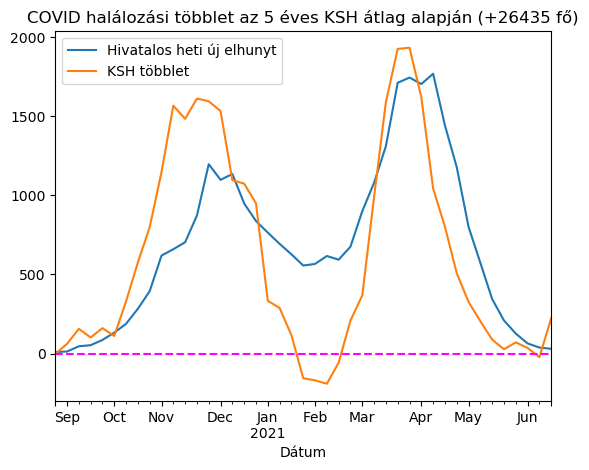 COVID halálozási többlet az 5 éves KSH átlag alapján (+26435 fő)
Hivatalos heti új elhunyt
KSH többlet
2000
1500
1000
500
0
Sep Oct Nov Dec Jan Feb Mar Apr May Jun
2021
Dátum